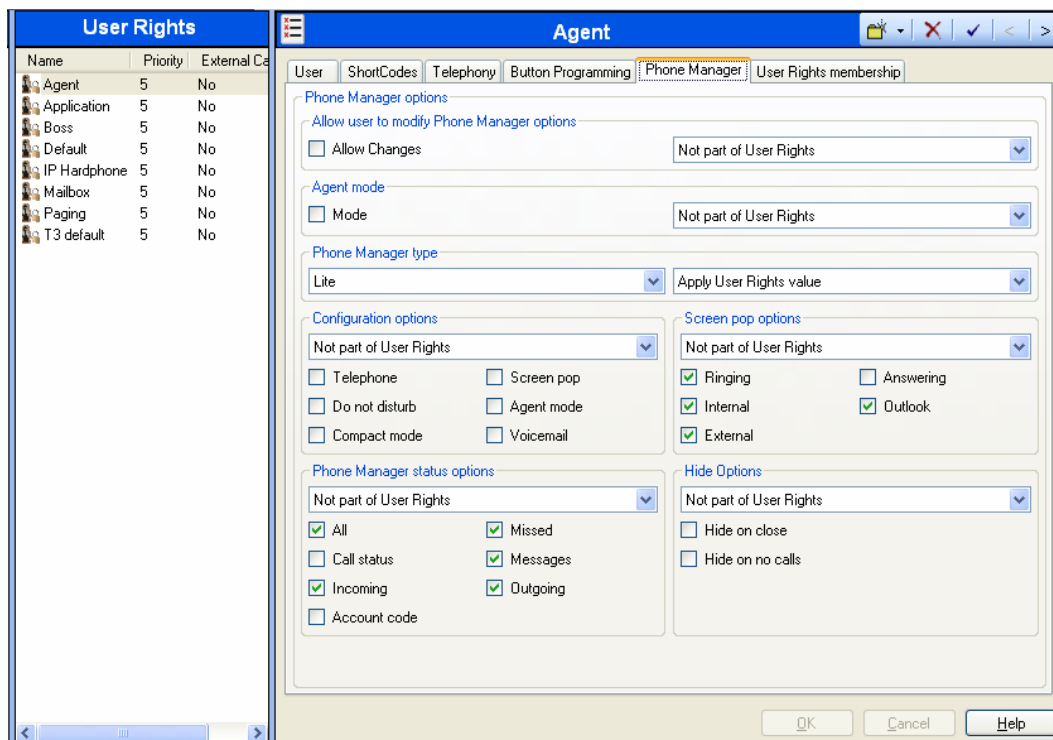 User Rights
Name Priority External Ca
Agent 5 No
Application 5 No
Boss 5 No
Default 5 No
IP Hardphone 5 No
Mailbox 5 No
Paging 5 No
T3 default 5 No
Agent
User ShortCodes Telephony Button Programming Phone Manager User Rights membership
Phone Manager options
Allow user to modify Phone Manager options
Allow Changes Not part of User Rights
Agent mode
Mode Not part of User Rights
Phone Manager type
Lite Apply User Rights value
Configuration options
Not part of User Rights
Telephone Screen pop
Do not disturb Agent mode
Compact mode Voicemail
Screen pop options
Not part of User Rights
Ringing Answering
Internal Outlook
External
Phone Manager status options
Not part of User Rights
All Missed
Call status Messages
Incoming Outgoing
Account code
Hide Options
Not part of User Rights
Hide on close
Hide on no calls
OK Cancel Help